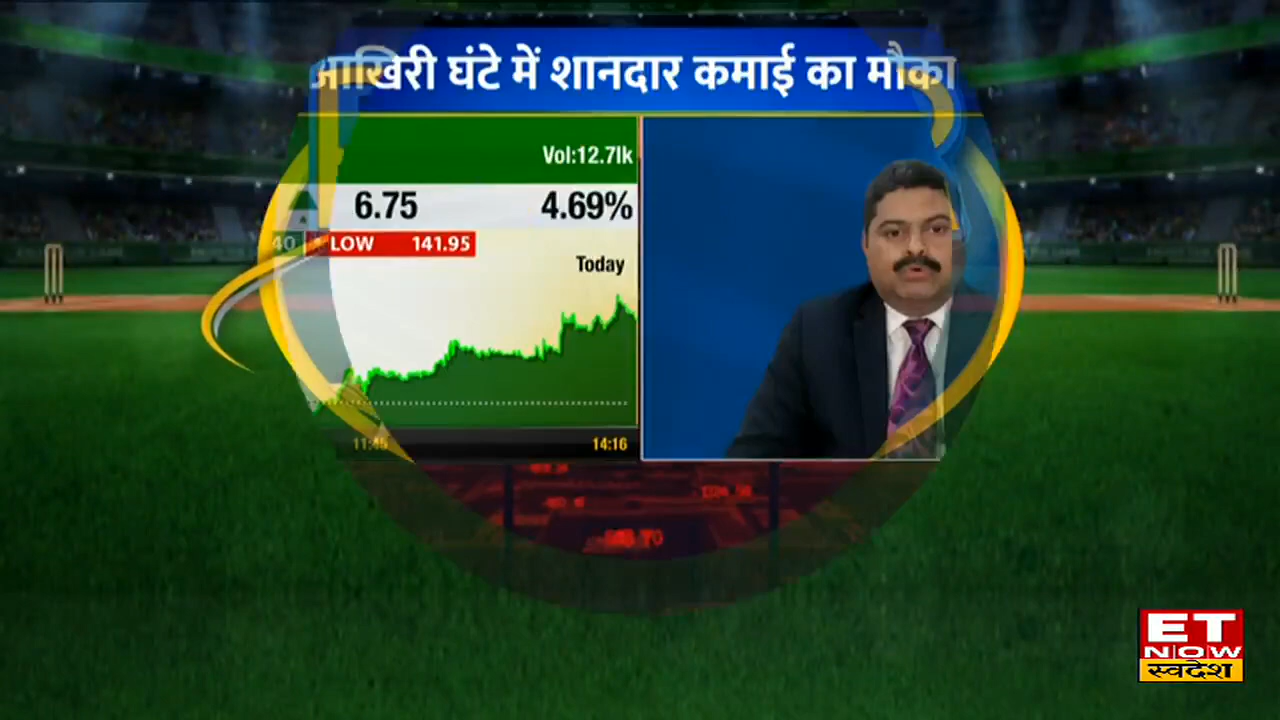 आखिरी घंटे में शानदार कमाई का मौका
Vol:12.7lk
6.75 4.69%
40 LOW 141.95
Today
11:45 14:16
ET
NOW
स्वदेश